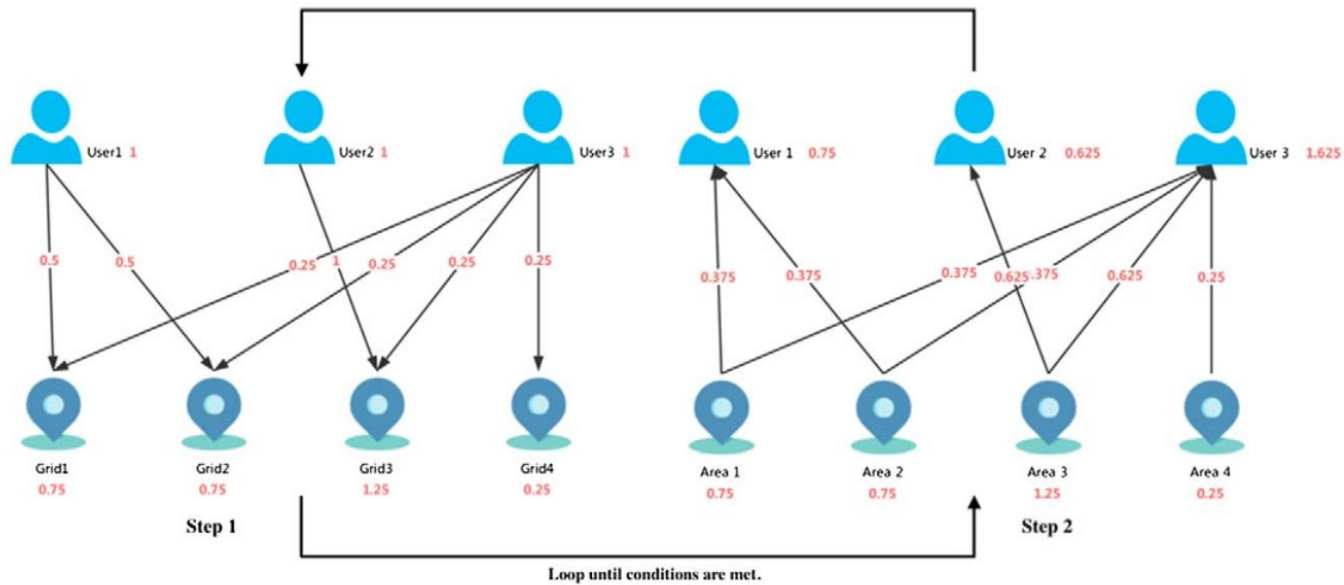 User1 1
User2 1
User3 1
User 1 0.75
User 2 0.625
User 3 1.625
0.5
0.5
0.25
1
0.25
0.25
0.25
0.375
0.375
0.375
0.625
.375
0.625
0.25
Grid1
0.75
Grid2
0.75
Grid3
1.25
Grid4
0.25
Area 1
0.75
Area 2
0.75
Area 3
1.25
Area 4
0.25
Step 1
Step 2
Loop until conditions are met.